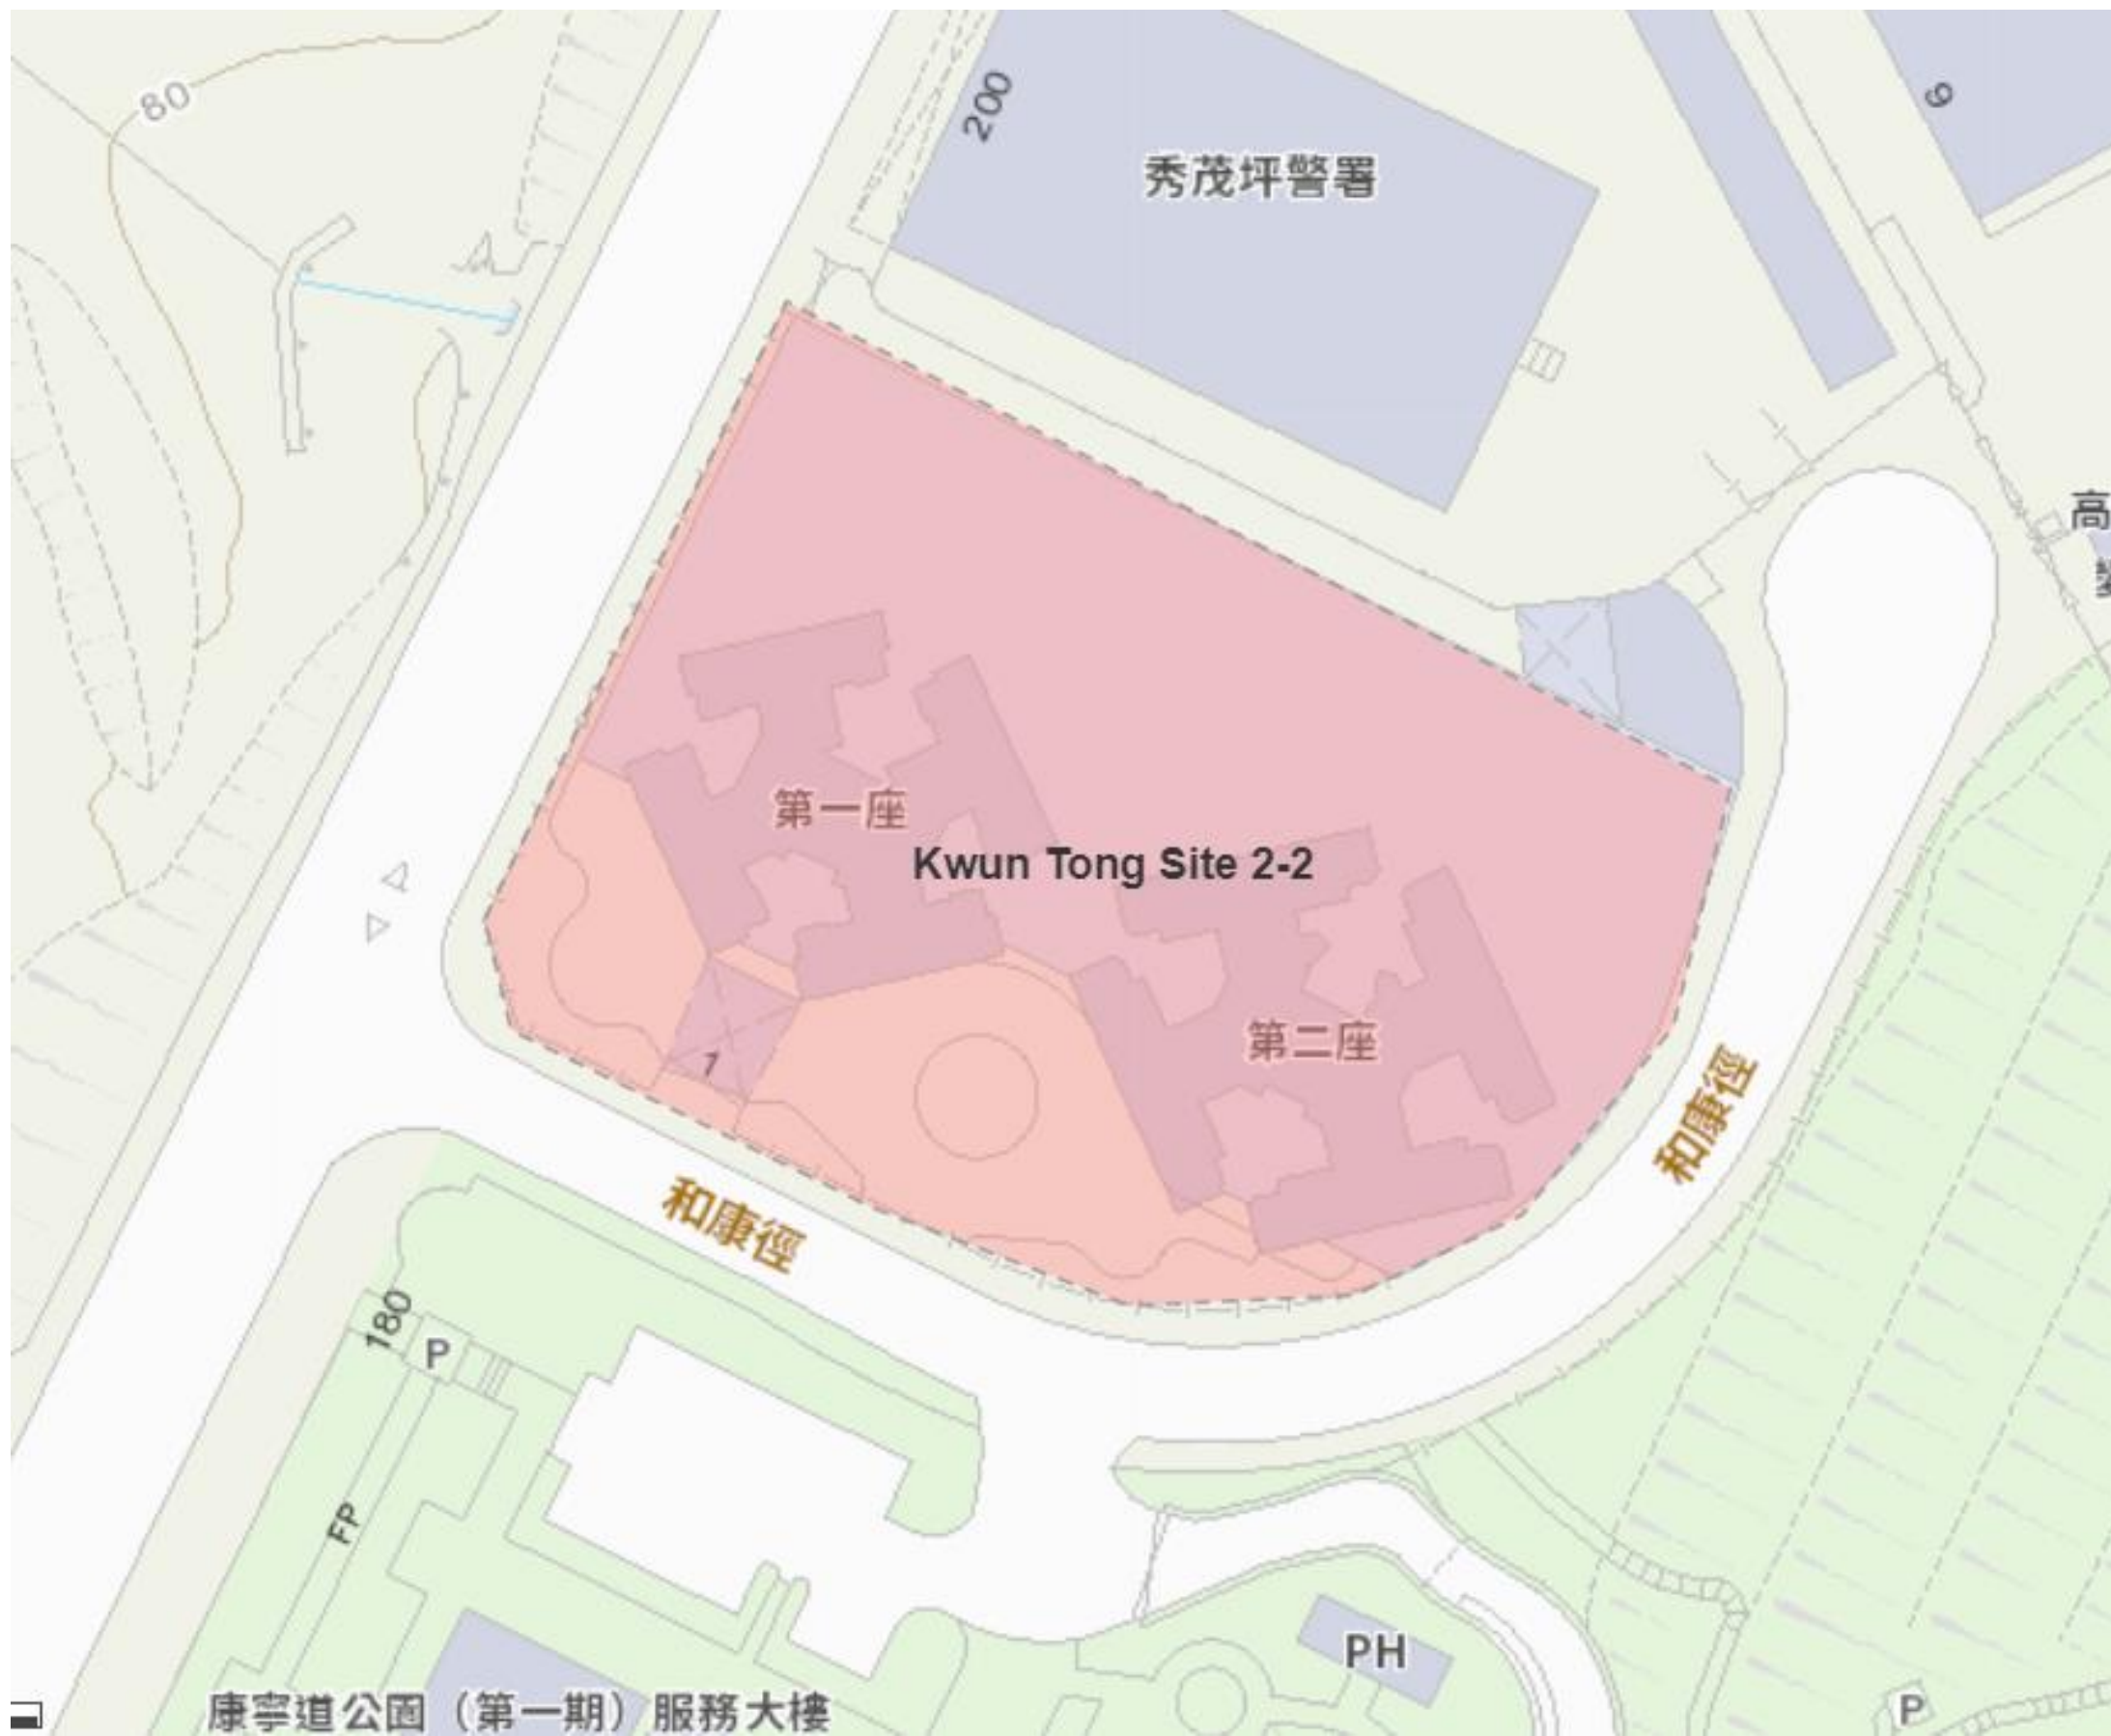 80
200
秀茂坪警署
9
高
第一座
Kwun Tong Site 2-2
第二座
1
和康徑
和康徑
180
P
FP
PH
P
康寧道公園（第一期）服務大樓